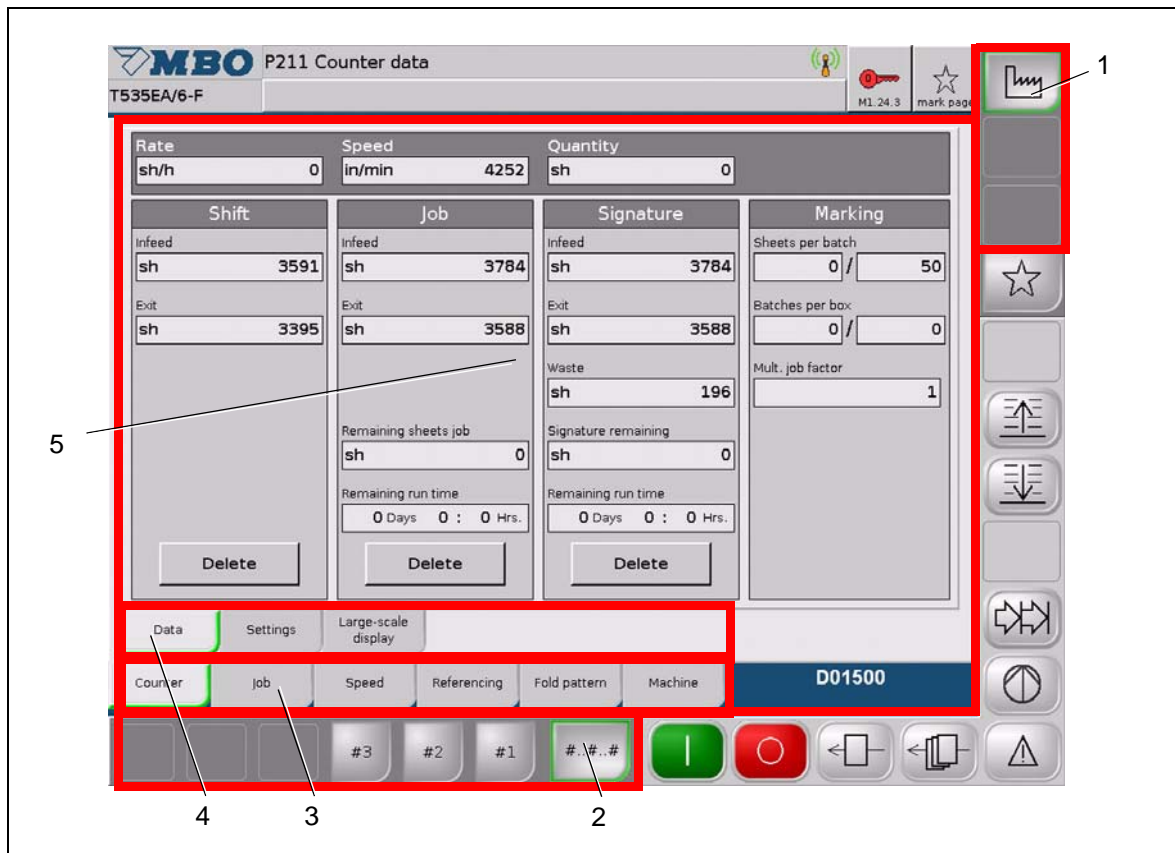 MBO P211 Counter data
T535EA/6-F
M1.24.3 mark page
1
Rate Speed Quantity
sh/h 0 in/min 4252 sh 0
Shift Job Signature Marking
Infeed Infeed Infeed Sheets per batch
sh 3591 sh 3784 sh 3784 0 / 50
Exit Exit Exit Batches per box
sh 3395 sh 3588 sh 3588 0 / 0
Waste Mult. job factor
sh 196 1
5
Remaining sheets job Signature remaining
sh 0 sh 0
Remaining run time Remaining run time
0 Days 0 : 0 Hrs. 0 Days 0 : 0 Hrs.
Delete Delete Delete
Data Settings Large-scale
display
Counter Job Speed Referencing Fold pattern Machine D01500
#3 #2 #1 #..#..#
4 3 2